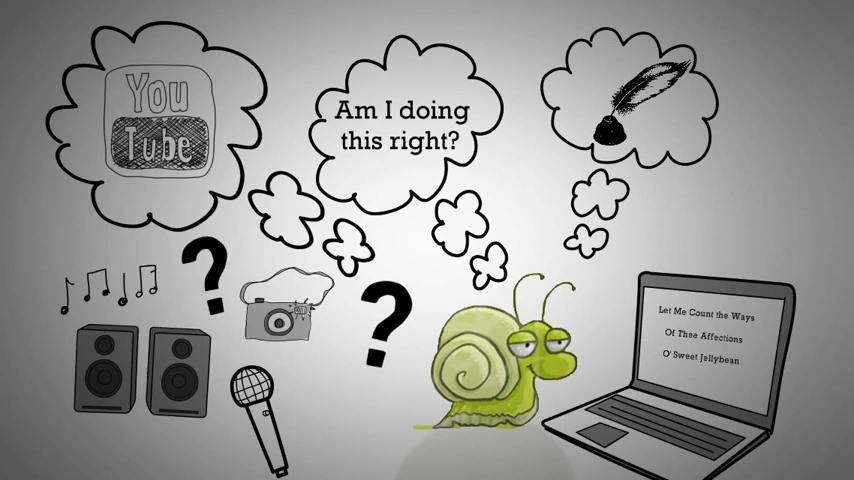 You
Tube
Am I doing
this right?
?
?
Let Me Count the Ways
Of Thee Affections
O' Sweet Jellybean